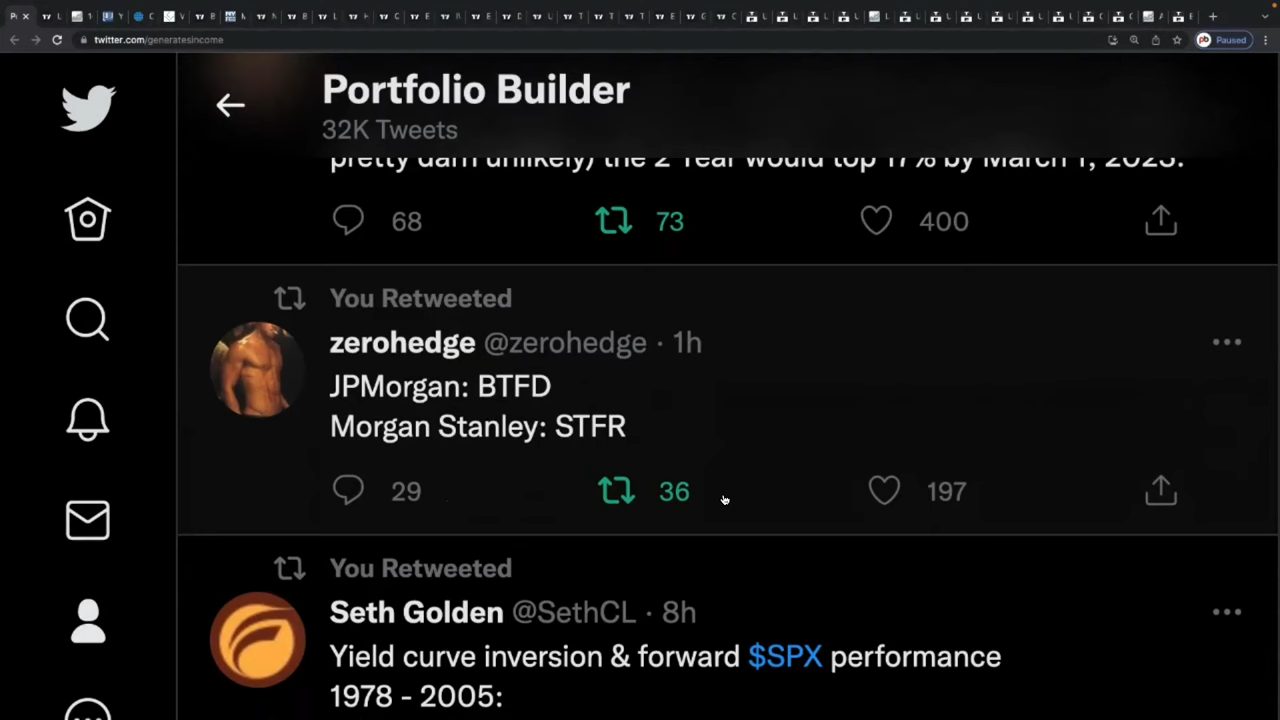 twitter.com/generatesincome
Paused
Portfolio Builder
32K Tweets
pretty darn unlikely) the 2 Year would top 17% by March 1, 2023.
68 73 400
You Retweeted
zerohedge @zerohedge · 1h
JPMorgan: BTFD
Morgan Stanley: STFR
29 36 197
You Retweeted
Seth Golden @SethCL · 8h
Yield curve inversion & forward $SPX performance
1978 - 2005: